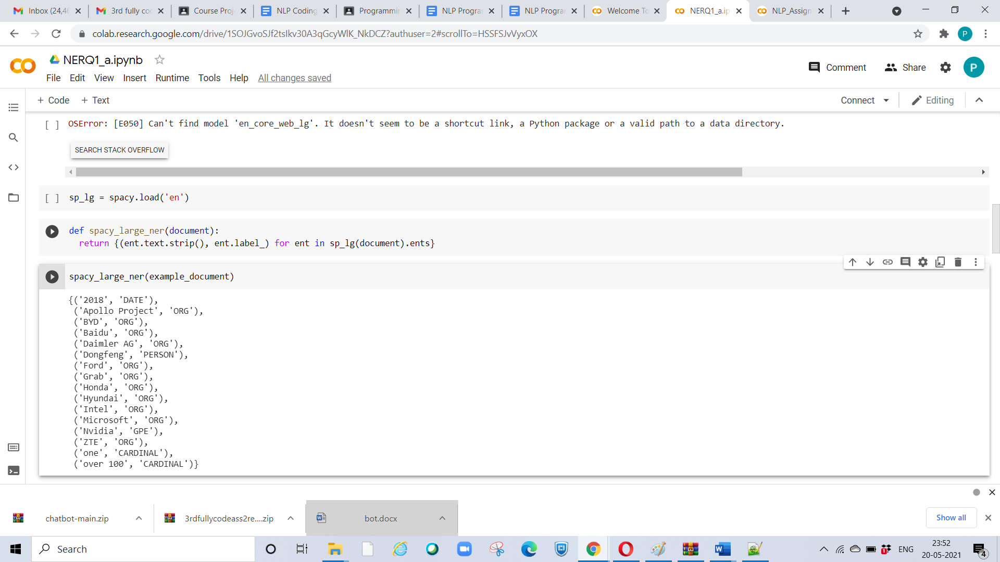 Inbox (24,46
3rd fully co
Course Proj
NLP Coding
Programmi
NLP Progra
NLP Progra
Welcome To
NERQ1_a.ip
NLP_Assign
colab.research.google.com/drive/1SOJGvoSJf2tsIkv30A3qGcyWlK_NkDCZ?authuser=2#scrollTo=HSSFSJvVyxOX
P
NERQ1_a.ipynb
Comment Share P
File Edit View Insert Runtime Tools Help All changes saved
+ Code + Text Connect Editing
[ ] OSError: [E050] Can't find model 'en_core_web_lg'. It doesn't seem to be a shortcut link, a Python package or a valid path to a data directory.
SEARCH STACK OVERFLOW
[ ] sp_lg = spacy.load('en')
def spacy_large_ner(document):
return {(ent.text.strip(), ent.label_) for ent in sp_lg(document).ents}
spacy_large_ner(example_document)
{('2018', 'DATE'),
('Apollo Project', 'ORG'),
('BYD', 'ORG'),
('Baidu', 'ORG'),
('Daimler AG', 'ORG'),
('Dongfeng', 'PERSON'),
('Ford', 'ORG'),
('Grab', 'ORG'),
('Honda', 'ORG'),
('Hyundai', 'ORG'),
('Intel', 'ORG'),
('Microsoft', 'ORG'),
('Nvidia', 'GPE'),
('ZTE', 'ORG'),
('one', 'CARDINAL'),
('over 100', 'CARDINAL')}
chatbot-main.zip
3rdfullycodeass2re....zip
bot.docx
Show all
Search
ENG
23:52
20-05-2021
4